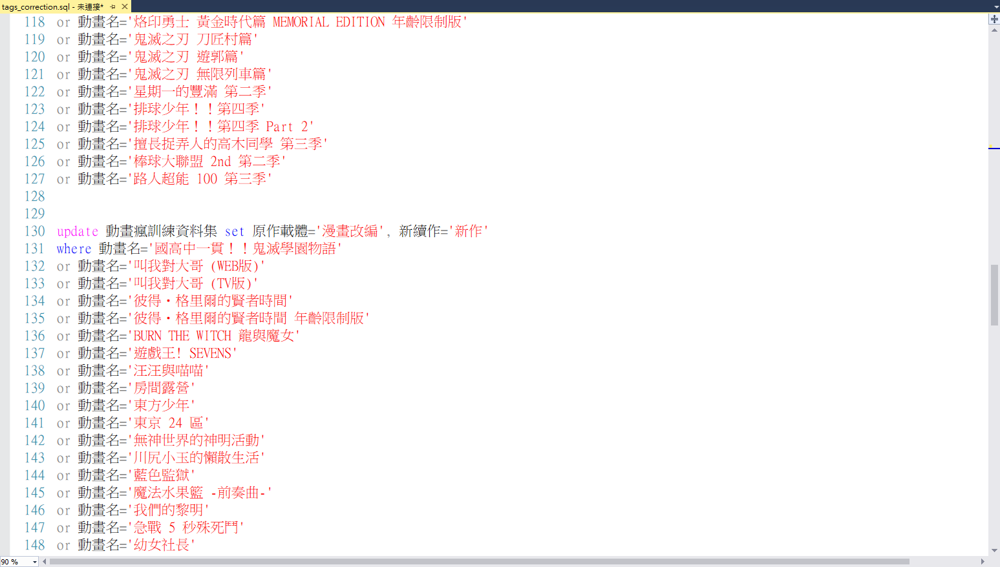 tags_correction.sql - 未連接*
118 or 動畫名='烙印勇士 黃金時代篇 MEMORIAL EDITION 年齡限制版'
119 or 動畫名='鬼滅之刃 刀匠村篇'
120 or 動畫名='鬼滅之刃 遊郭篇'
121 or 動畫名='鬼滅之刃 無限列車篇'
122 or 動畫名='星期一的豐滿 第二季'
123 or 動畫名='排球少年！！第四季'
124 or 動畫名='排球少年！！第四季 Part 2'
125 or 動畫名='擅長捉弄人的高木同學 第三季'
126 or 動畫名='棒球大聯盟 2nd 第二季'
127 or 動畫名='路人超能 100 第三季'
128
129
130 update 動畫瘋訓練資料集 set 原作載體='漫畫改編', 新續作='新作'
131 where 動畫名='國高中一貫！！鬼滅學園物語'
132 or 動畫名='叫我對大哥 (WEB版)'
133 or 動畫名='叫我對大哥 (TV版)'
134 or 動畫名='彼得・格里爾的賢者時間'
135 or 動畫名='彼得・格里爾的賢者時間 年齡限制版'
136 or 動畫名='BURN THE WITCH 龍與魔女'
137 or 動畫名='遊戲王! SEVENS'
138 or 動畫名='汪汪與喵喵'
139 or 動畫名='房間露營'
140 or 動畫名='東方少年'
141 or 動畫名='東京 24 區'
142 or 動畫名='無神世界的神明活動'
143 or 動畫名='川尻小玉的懶散生活'
144 or 動畫名='藍色監獄'
145 or 動畫名='魔法水果籃 -前奏曲-'
146 or 動畫名='我們的黎明'
147 or 動畫名='急戰 5 秒殊死鬥'
148 or 動畫名='幼女社長'
90 %